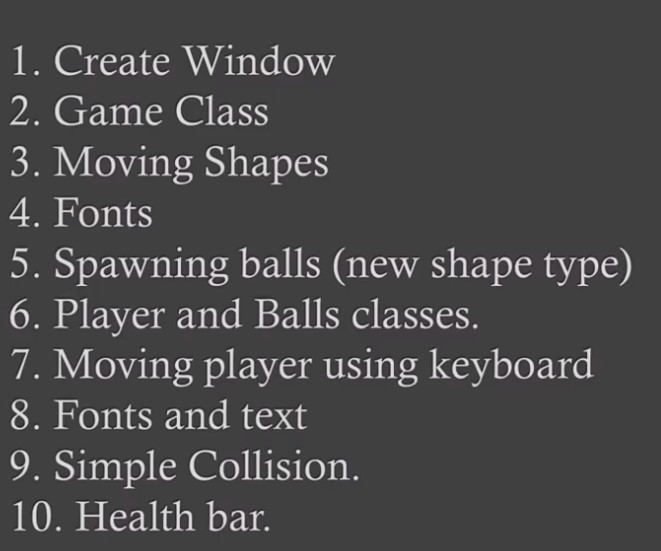 1. Create Window
2. Game Class
3. Moving Shapes
4. Fonts
5. Spawning balls (new shape type)
6. Player and Balls classes.
7. Moving player using keyboard
8. Fonts and text
9. Simple Collision.
10. Health bar.